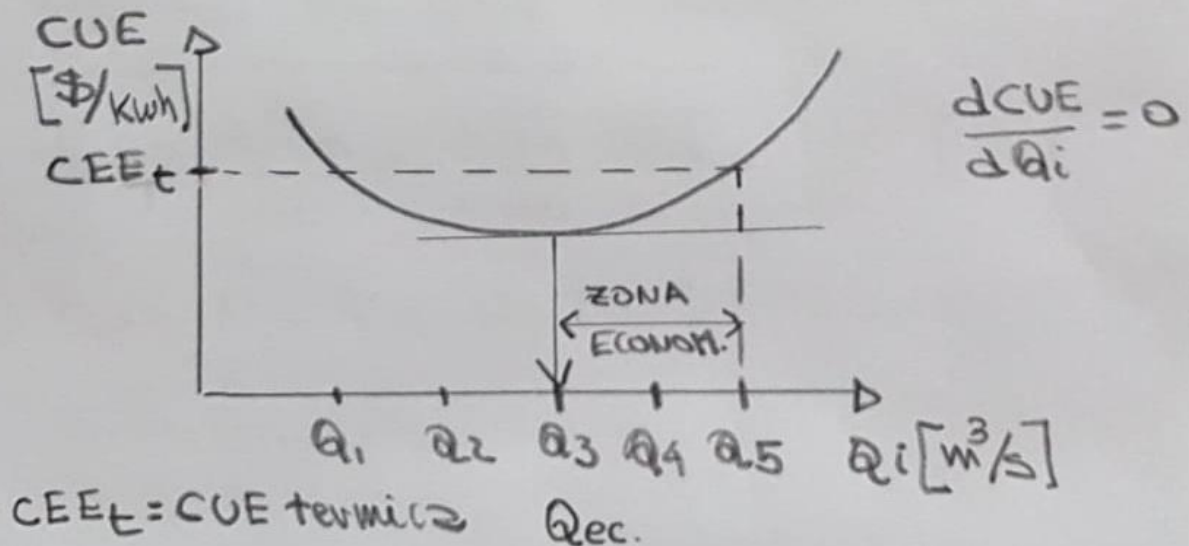 CUE
[$/Kwh]
CEEt
dCUE
dQi
= 0
ZONA
ECONOM.
Q1 Q2 Q3 Q4 Q5 Qi[m³/s]
CEEt = CUE termica Qec.